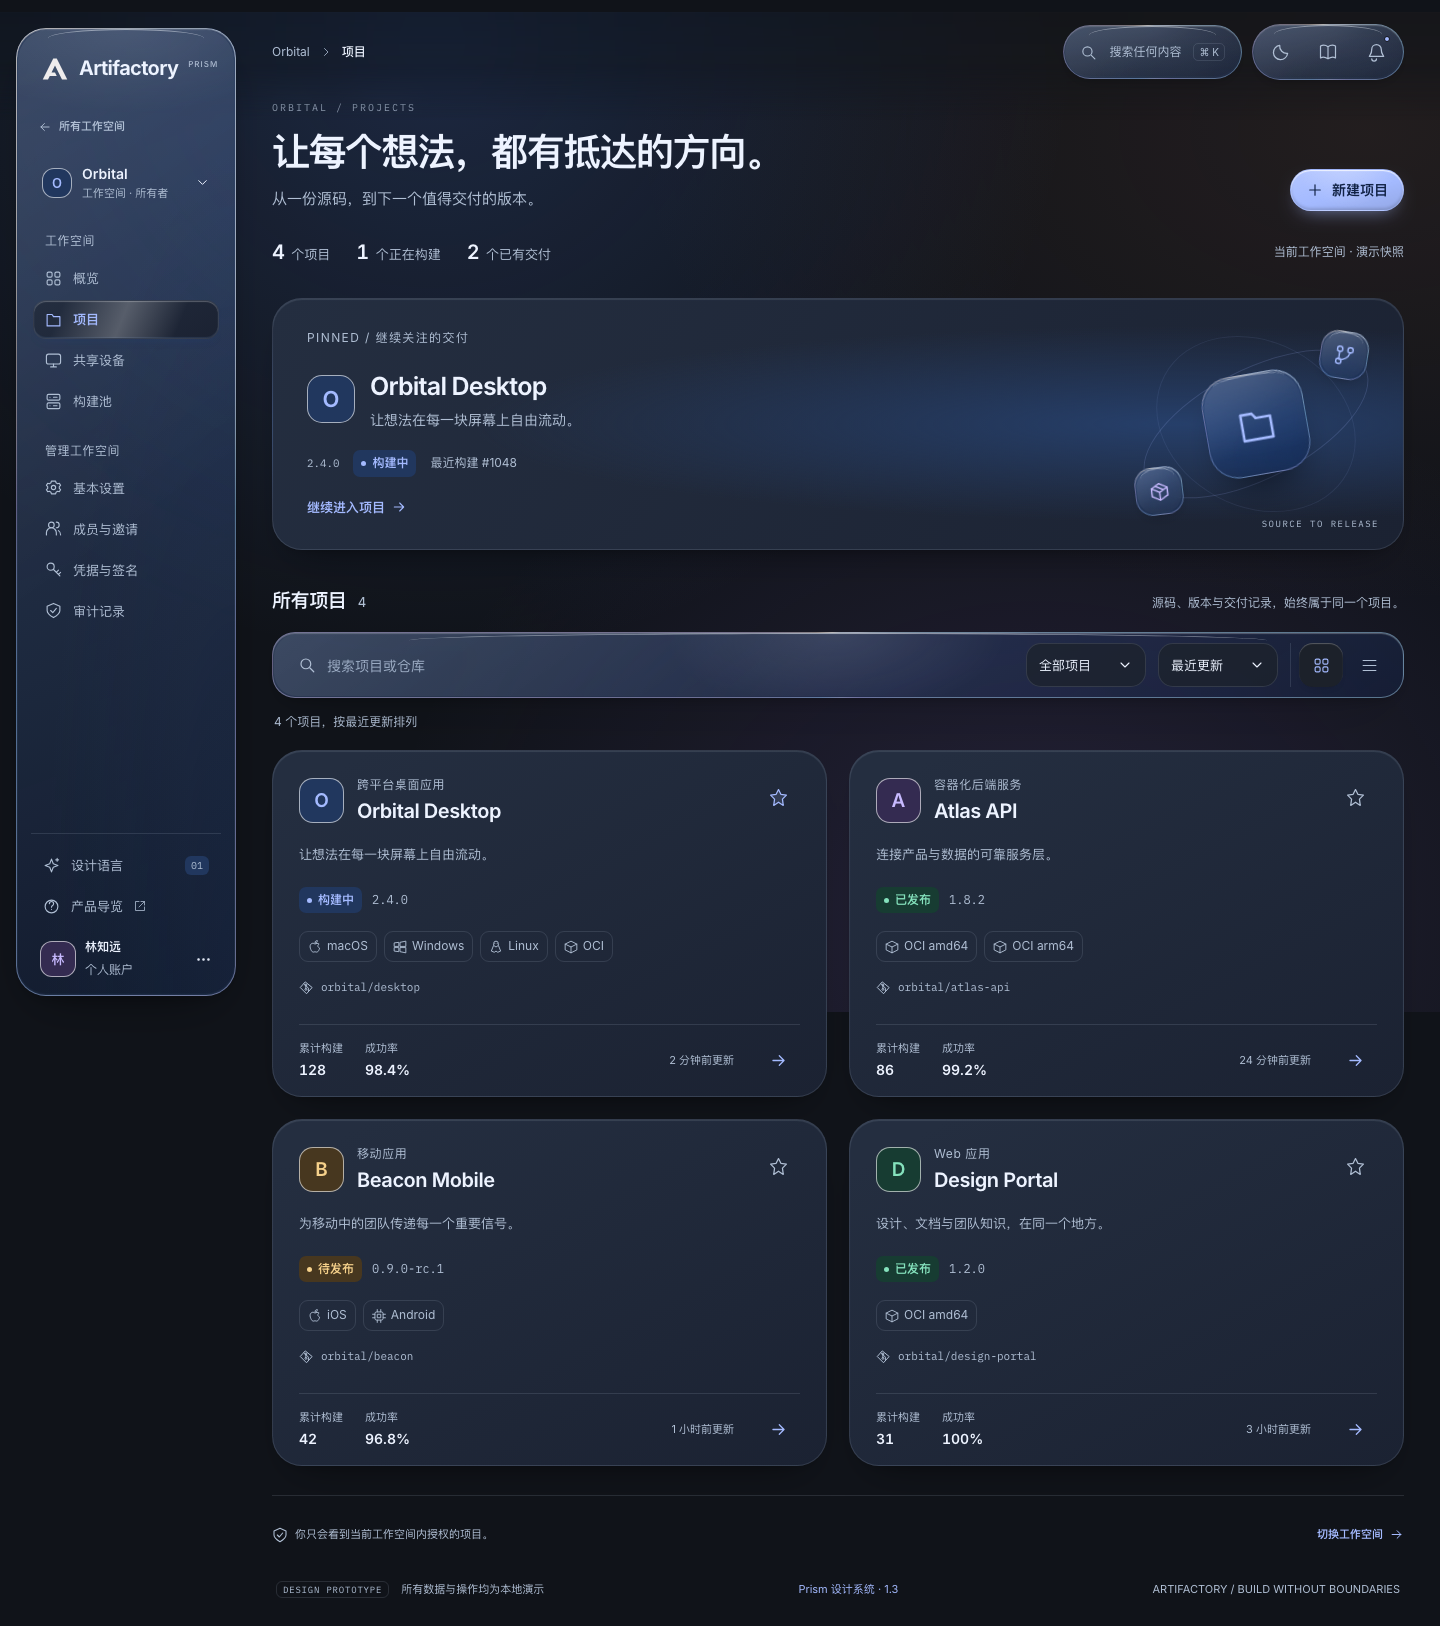 Artifactory PRISM
所有工作空间
O
Orbital
工作空间 · 所有者
工作空间
概览
项目
共享设备
构建池
管理工作空间
基本设置
成员与邀请
凭据与签名
审计记录
设计语言 01
产品导览
林
林知远
个人账户
Orbital 项目
搜索任何内容 ⌘ K
ORBITAL / PROJECTS
让每个想法，都有抵达的方向。
从一份源码，到下一个值得交付的版本。
新建项目
4 个项目 1 个正在构建 2 个已有交付
当前工作空间 · 演示快照
PINNED / 继续关注的交付
O
Orbital Desktop
让想法在每一块屏幕上自由流动。
2.4.0 构建中 最近构建 #1048
继续进入项目
SOURCE TO RELEASE
所有项目 4
源码、版本与交付记录，始终属于同一个项目。
搜索项目或仓库
全部项目 最近更新
4 个项目，按最近更新排列
O
跨平台桌面应用
Orbital Desktop
让想法在每一块屏幕上自由流动。
构建中 2.4.0
macOS Windows Linux OCI
orbital/desktop
累计构建 成功率
128 98.4%
2 分钟前更新
A
容器化后端服务
Atlas API
连接产品与数据的可靠服务层。
已发布 1.8.2
OCI amd64 OCI arm64
orbital/atlas-api
累计构建 成功率
86 99.2%
24 分钟前更新
B
移动应用
Beacon Mobile
为移动中的团队传递每一个重要信号。
待发布 0.9.0-rc.1
iOS Android
orbital/beacon
累计构建 成功率
42 96.8%
1 小时前更新
D
Web 应用
Design Portal
设计、文档与团队知识，在同一个地方。
已发布 1.2.0
OCI amd64
orbital/design-portal
累计构建 成功率
31 100%
3 小时前更新
你只会看到当前工作空间内授权的项目。
切换工作空间
DESIGN PROTOTYPE 所有数据与操作均为本地演示
Prism 设计系统 · 1.3
ARTIFACTORY / BUILD WITHOUT BOUNDARIES